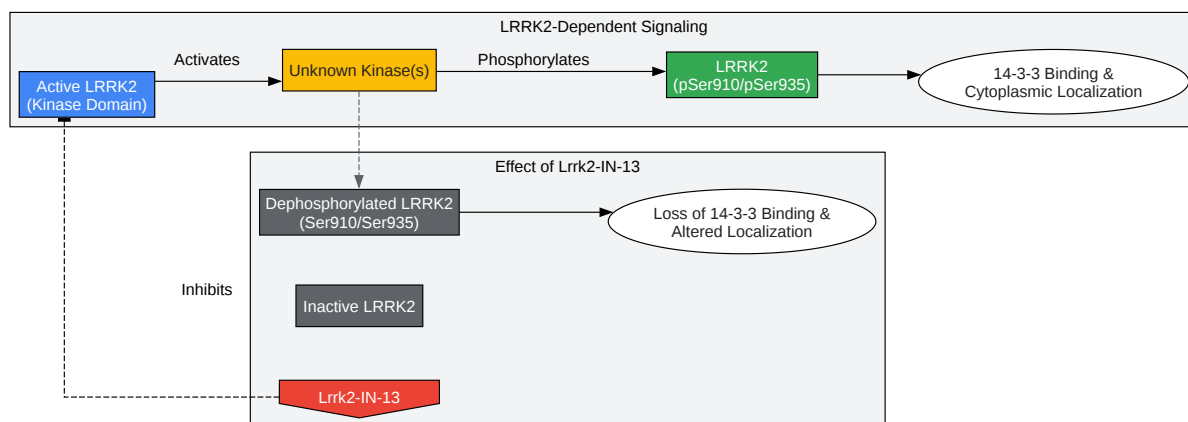 LRRK2-Dependent Signaling
Activates
Phosphorylates
Active LRRK2
(Kinase Domain)
Unknown Kinase(s)
LRRK2
(pSer910/pSer935)
14-3-3 Binding &
Cytoplasmic Localization
Effect of Lrrk2-IN-13
Dephosphorylated LRRK2
(Ser910/Ser935)
Loss of 14-3-3 Binding &
Altered Localization
Inhibits
Inactive LRRK2
Lrrk2-IN-13